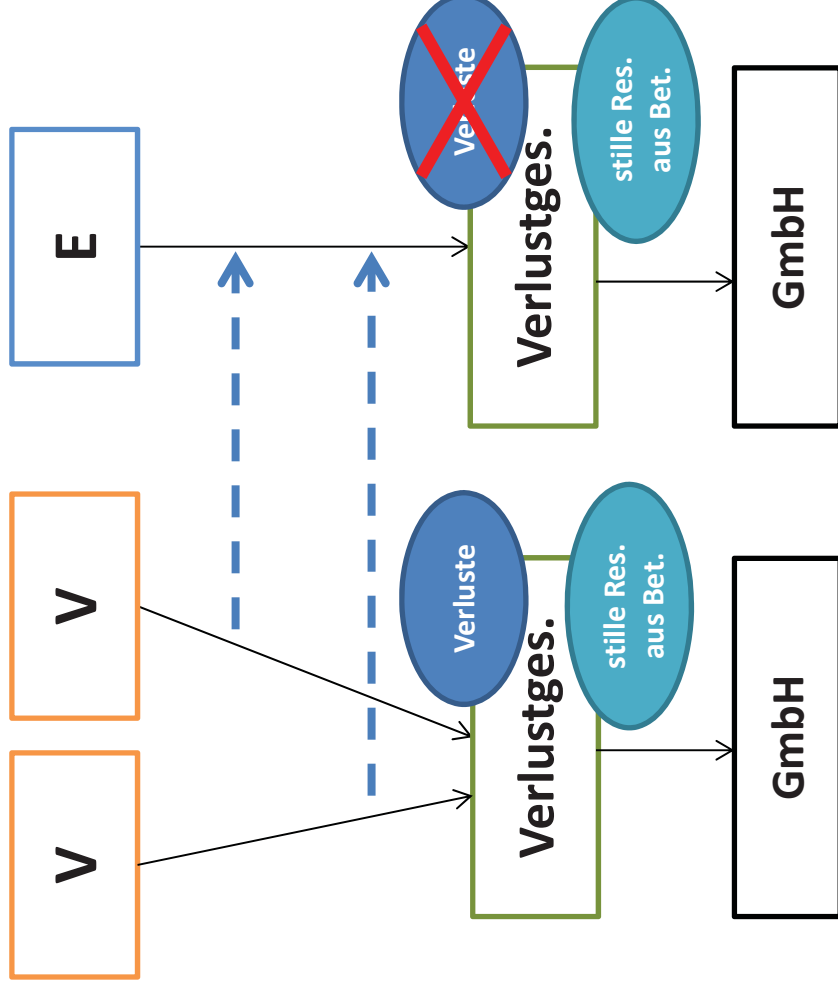 V
V
E
Verluste
Verlustges.
stille Res.
aus Bet.
GmbH
Verluste
Verlustges.
stille Res.
aus Bet.
GmbH